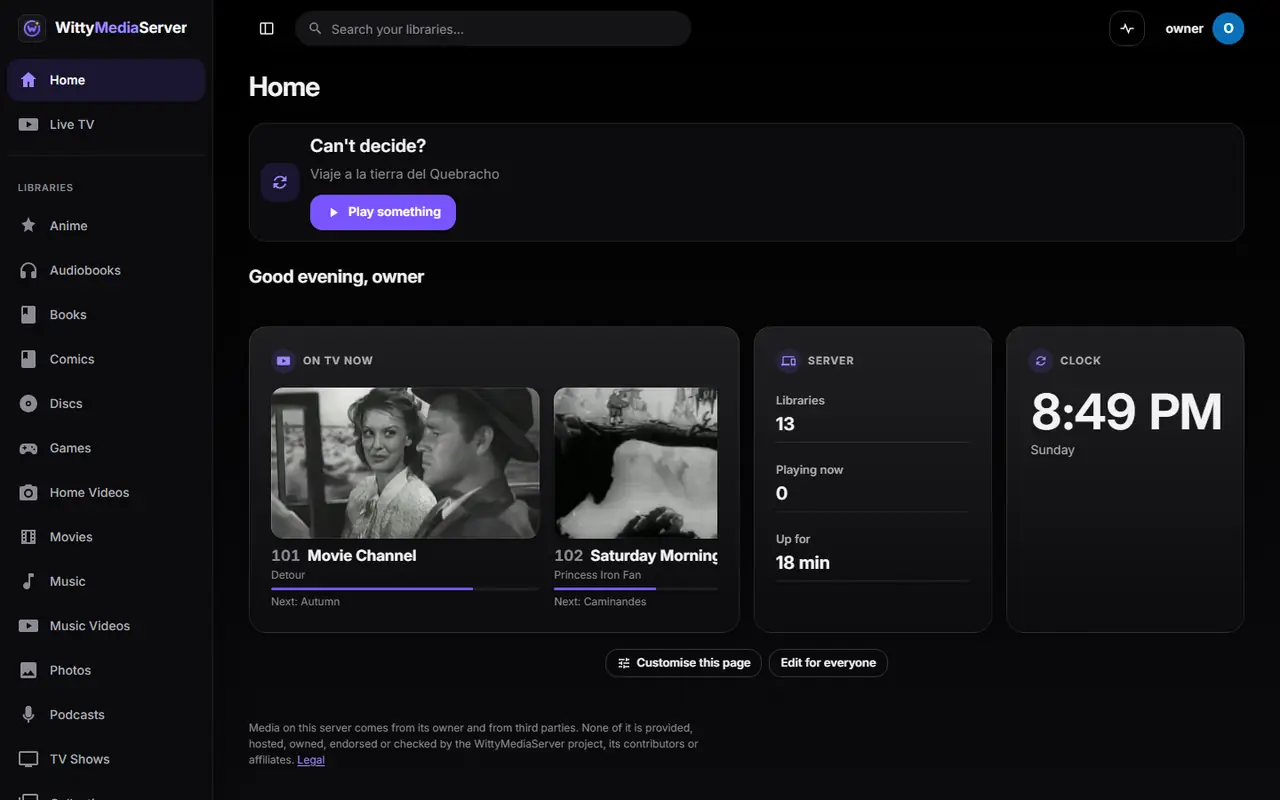 WittyMediaServer
Search your libraries...
owner
O
Home
Live TV
LIBRARIES
Anime
Audiobooks
Books
Comics
Discs
Games
Home Videos
Movies
Music
Music Videos
Photos
Podcasts
TV Shows
Home
Can't decide?
Viaje a la tierra del Quebracho
Play something
Good evening, owner
ON TV NOW
101 Movie Channel
Detour
Next: Autumn
102 Saturday Morning
Princess Iron Fan
Next: Caminandes
SERVER
Libraries
13
Playing now
0
Up for
18 min
CLOCK
8:49 PM
Sunday
Customise this page
Edit for everyone
Media on this server comes from its owner and from third parties. None of it is provided,
hosted, owned, endorsed or checked by the WittyMediaServer project, its contributors or
affiliates. Legal